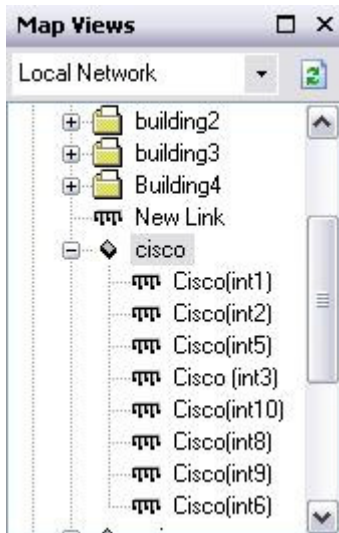 Map Views
Local Network
building2
building3
Building4
New Link
cisco
Cisco(int1)
Cisco(int2)
Cisco(int5)
Cisco (int3)
Cisco(int10)
Cisco(int8)
Cisco(int9)
Cisco(int6)